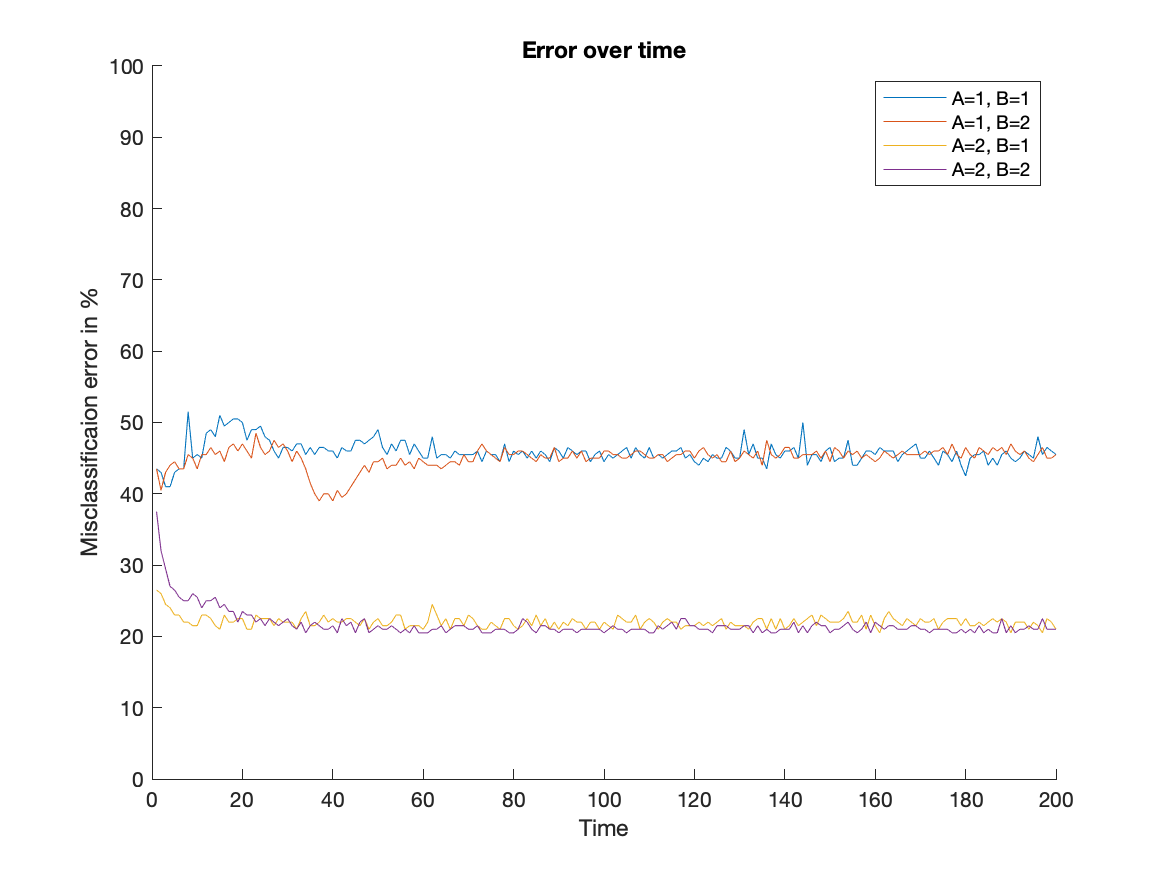 Error over time
100
90
80
70
60
50
40
30
20
10
0
Misclassificaion error in %
A=1, B=1
A=1, B=2
A=2, B=1
A=2, B=2
0 20 40 60 80 100 120 140 160 180 200
Time